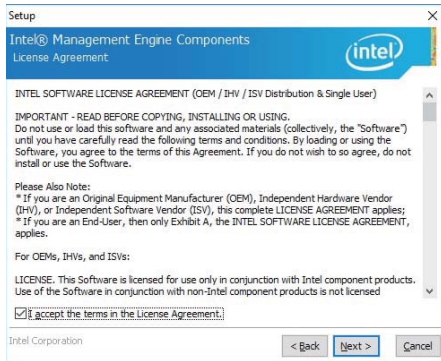 Setup
Intel® Management Engine Components
License Agreement
intel
INTEL SOFTWARE LICENSE AGREEMENT (OEM / IHV / ISV Distribution & Single User)
IMPORTANT - READ BEFORE COPYING, INSTALLING OR USING.
Do not use or load this software and any associated materials (collectively, the "Software")
until you have carefully read the following terms and conditions. By loading or using the
Software, you agree to the terms of this Agreement. If you do not wish to so agree, do not
install or use the Software.
Please Also Note:
* If you are an Original Equipment Manufacturer (OEM), Independent Hardware Vendor
(IHV), or Independent Software Vendor (ISV), this complete LICENSE AGREEMENT applies;
* If you are an End-User, then only Exhibit A, the INTEL SOFTWARE LICENSE AGREEMENT,
applies.
For OEMs, IHVs, and ISVs:
LICENSE. This Software is licensed for use only in conjunction with Intel component products.
Use of the Software in conjunction with non-Intel component products is not licensed
I accept the terms in the License Agreement.
Intel Corporation
< Back
Next >
Cancel